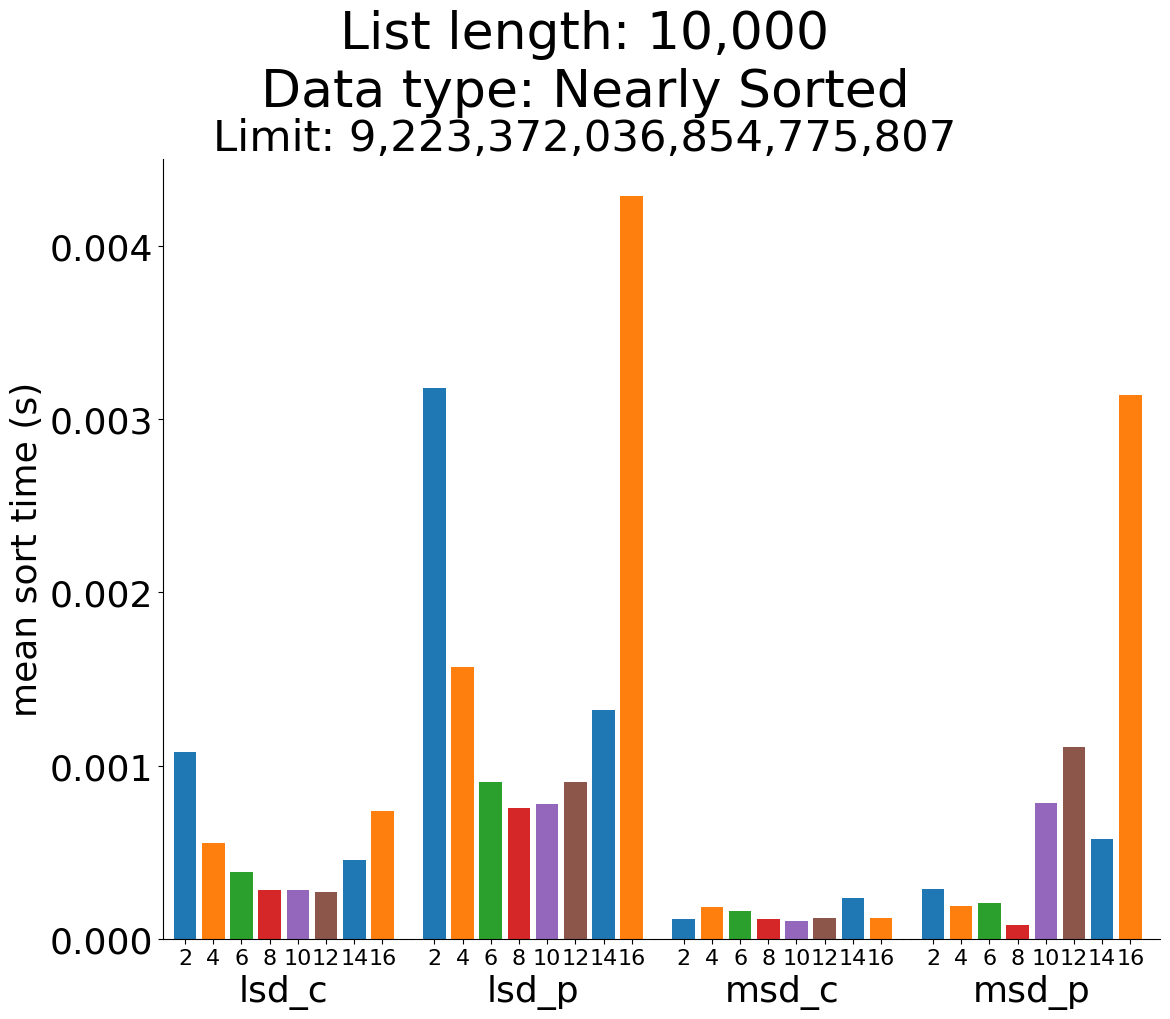 List length: 10,000
Data type: Nearly Sorted
Limit: 9,223,372,036,854,775,807
mean sort time (s)
0.004
0.003
0.002
0.001
0.000
2 4 6 8 10 12 14 16 2 4 6 8 10 12 14 16 2 4 6 8 10 12 14 16 2 4 6 8 10 12 14 16
lsd_c lsd_p msd_c msd_p